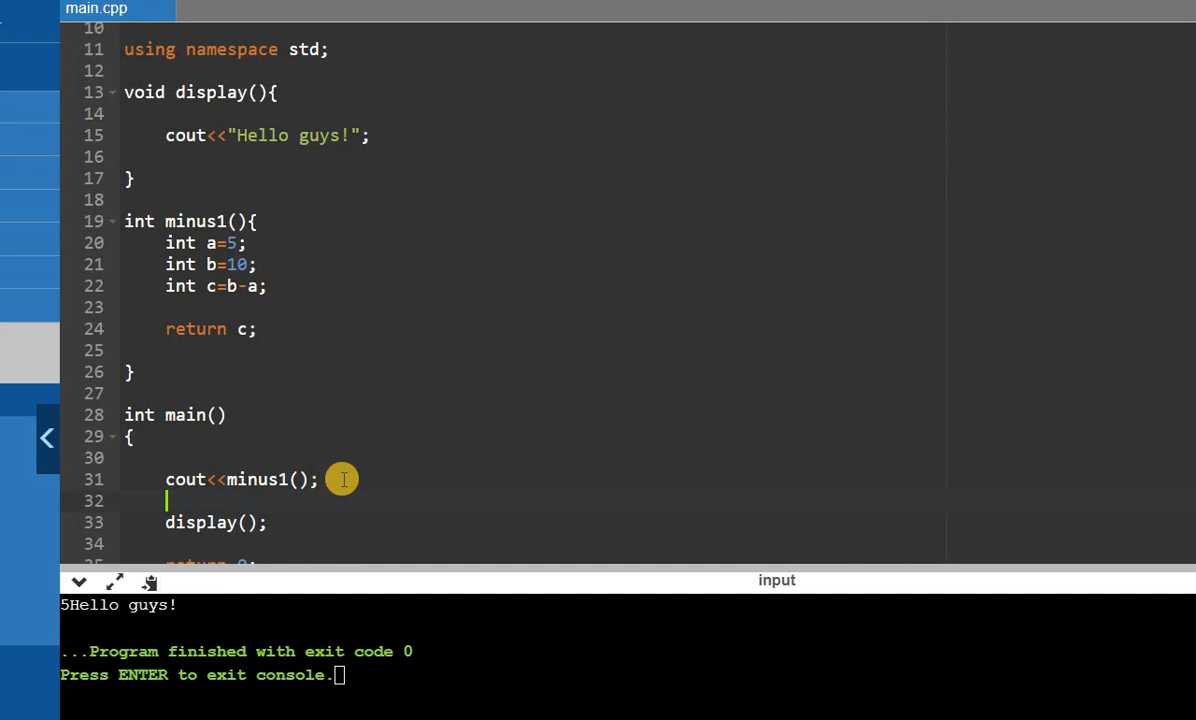 main.cpp
10
11 using namespace std;
12
13 void display(){
14
15     cout<<"Hello guys!";
16
17 }
18
19 int minus1(){
20     int a=5;
21     int b=10;
22     int c=b-a;
23
24     return c;
25
26 }
27
28 int main()
29 {
30
31     cout<<minus1();
32
33     display();
34
35     return 0;
input
5Hello guys!
...Program finished with exit code 0
Press ENTER to exit console.